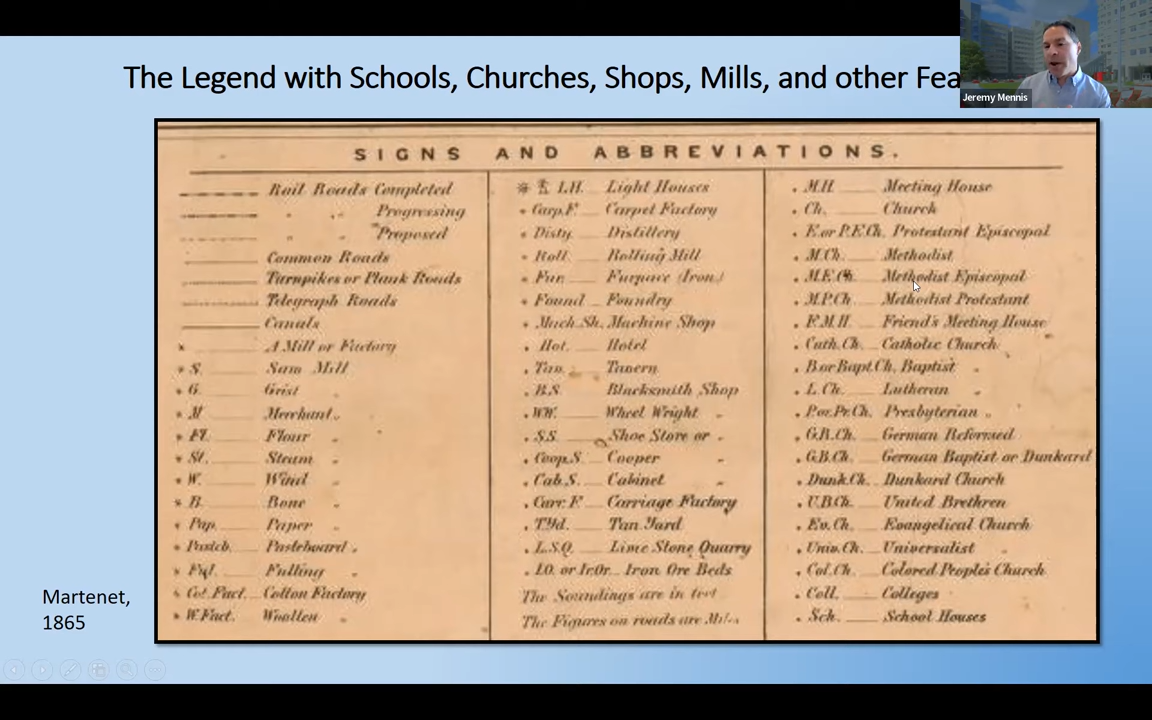 The Legend with Schools, Churches, Shops, Mills, and other Fea
Jeremy Mennis
SIGNS AND ABBREVIATIONS.
Rail Roads Completed
" " Progressing
" " Proposed
Common Roads
Turnpikes or Plank Roads
Telegraph Roads
Canals
A Mill or Factory
S. Saw Mill
G. Grist "
M Merchant "
Fl. Flour "
St. Steam "
W. Wind "
B. Bone "
Pap. Paper "
Pasteb. Pasteboard "
Ful. Fulling "
Cot. Fact. Cotton Factory
W. Fact. Woollen "
L.H. Light Houses
Carp. F. Carpet Factory
Disty. Distillery
Roll. Rolling Mill
Fur. Furnace (Iron)
Found. Foundry
Mach. Sh. Machine Shop
Hot. Hotel
Tav. Tavern
B.S. Blacksmith Shop
W.W. Wheel Wright "
S.S. Shoe Store or "
Coop. S. Cooper "
Cab. S. Cabinet "
Carr. F. Carriage Factory
T.Yd. Tan Yard
L.S.Q. Lime Stone Quarry
I.O. or Ir.Or. Iron Ore Beds
The Soundings are in feet
The Figures on roads are Miles
M.H. Meeting House
Ch. Church
E. or P.E.Ch. Protestant Episcopal
M.Ch. Methodist
M.E.Ch. Methodist Episcopal
M.P.Ch. Methodist Protestant
F.M.H. Friend's Meeting House
Cath. Ch. Catholic Church
B. or Bapt. Ch. Baptist "
L. Ch. Lutheran "
P. or Pr. Ch. Presbyterian "
G.R.Ch. German Reformed
G.B.Ch. German Baptist or Dunkard
Dunk. Ch. Dunkard Church
U.B.Ch. United Brethren
Ev. Ch. Evangelical Church
Univ. Ch. Universalist "
Col. Ch. Colored People's Church
Coll. Colleges
Sch. School Houses
Martenet,
1865